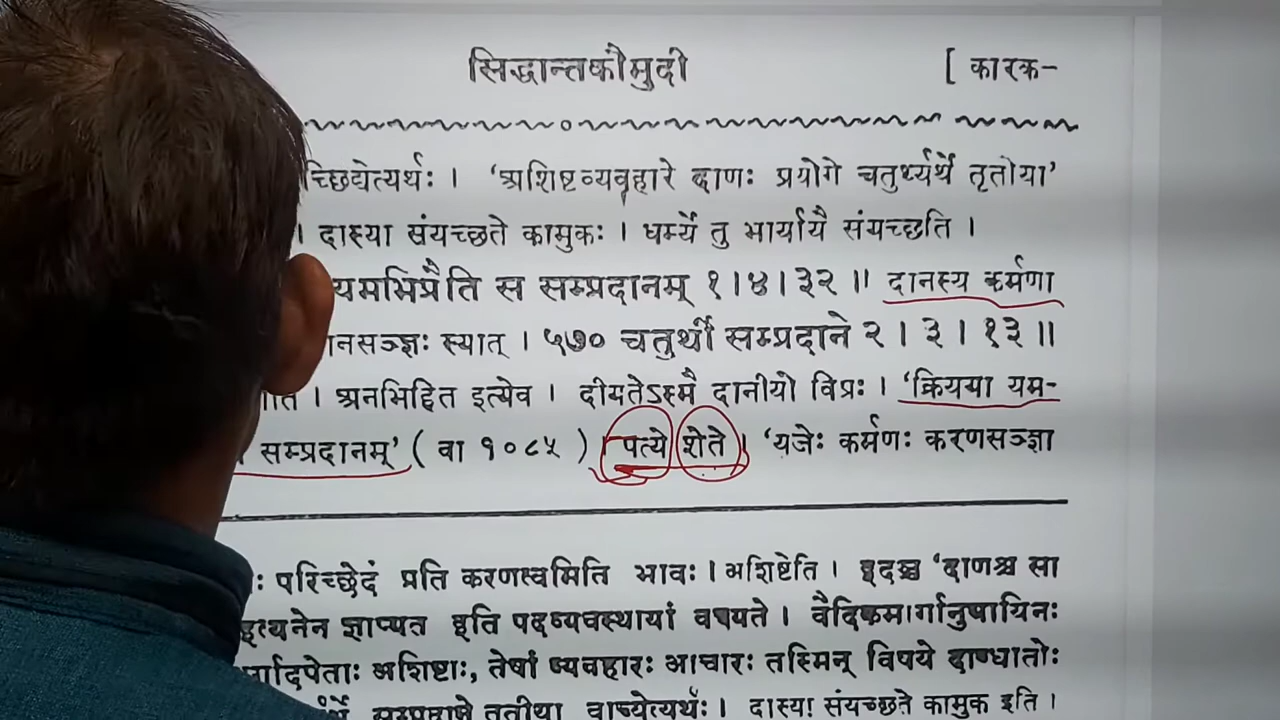 सिद्धान्तकौमुदी [ कारक-
च्छिद्येत्यर्थः । 'अशिष्टव्यवहारे दाणः प्रयोगे चतुर्थ्यर्थे तृतीया'
। दास्या संयच्छते कामुकः । धर्म्ये तु भार्यायै संयच्छति ।
यमभिप्रैति स सम्प्रदानम् १।४।३२ ॥ दानस्य कर्मणा
नसञ्ज्ञः स्यात् । ५७० चतुर्थी सम्प्रदाने २ । ३ । १३ ॥
। अनभिहित इत्येव । दीयतेऽस्मै दानीयो विप्रः । 'क्रियया यम-
सम्प्रदानम्' ( वा १०८५ ) । पत्ये शेते । 'यजेः कर्मणः करणसञ्ज्ञा
परिच्छेदं प्रति करणत्वमिति भावः । अशिष्टेति । इदञ्च 'दाणश्च सा
इत्यनेन ज्ञाप्यत इति पदव्यवस्थायां वक्ष्यते । वैदिकमार्गानुयायिनः
र्गादपेताः अशिष्टाः, तेषां व्यवहारः आचारः तस्मिन् विषये दाण्धातोः
सम्प्रदाने तृतीया वाच्येत्यर्थः । दास्या संयच्छते कामुक इति ।